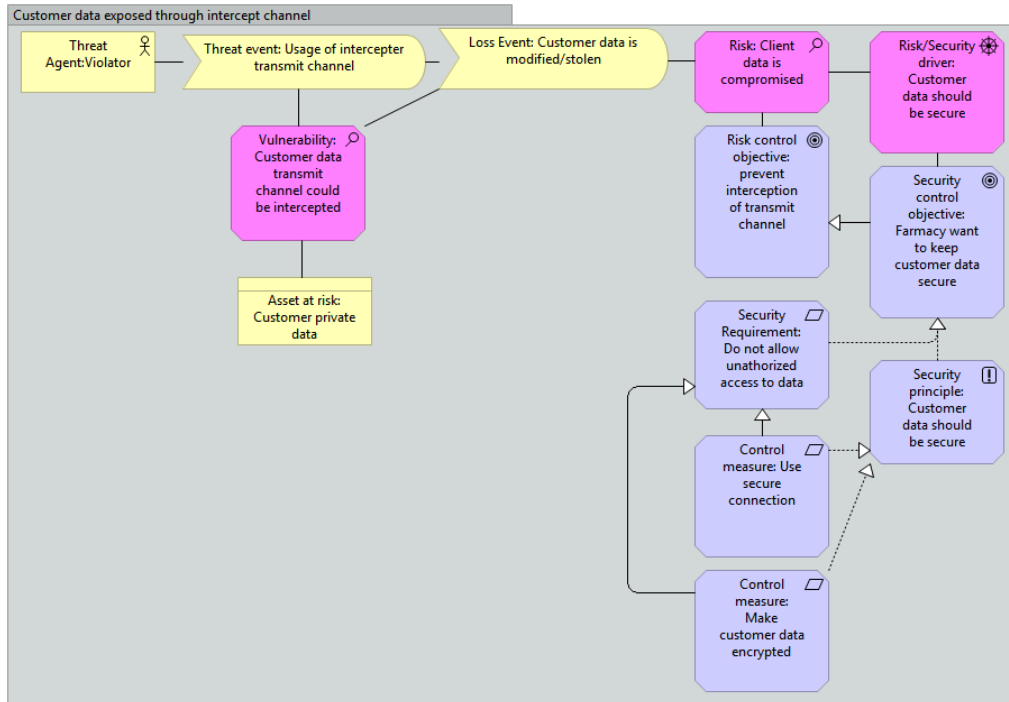 Customer data exposed through intercept channel
Threat
Agent:Violator
Threat event: Usage of intercepter
transmit channel
Loss Event: Customer data is
modified/stolen
Risk: Client
data is
compromised
Risk/Security
driver:
Customer
data should
be secure
Vulnerability:
Customer data
transmit
channel could
be intercepted
Risk control
objective:
prevent
interception
of transmit
channel
Security
control
objective:
Farmacy want
to keep
customer data
secure
Asset at risk:
Customer private
data
Security
Requirement:
Do not allow
unathorized
access to data
Security
principle:
Customer
data should
be secure
Control
measure: Use
secure
connection
Control
measure:
Make
customer data
encrypted